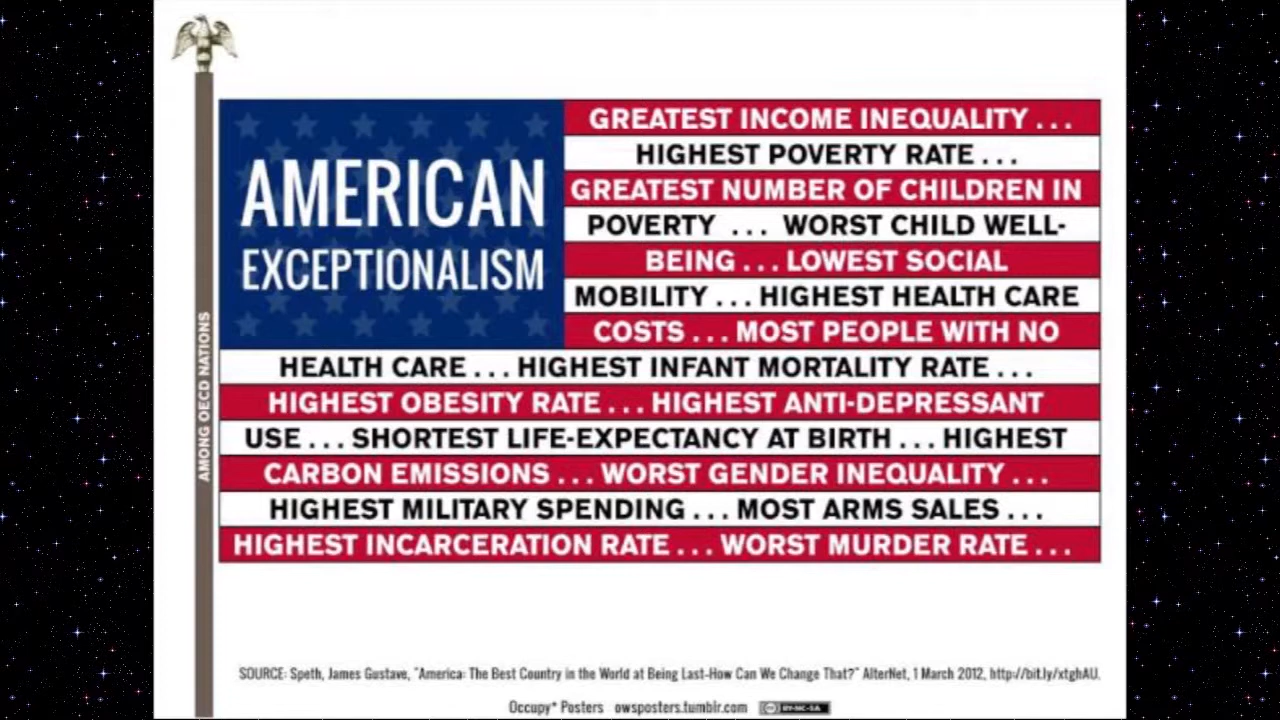 AMERICAN
EXCEPTIONALISM
GREATEST INCOME INEQUALITY . . .
HIGHEST POVERTY RATE . . .
GREATEST NUMBER OF CHILDREN IN
POVERTY . . . WORST CHILD WELL-
BEING . . . LOWEST SOCIAL
MOBILITY . . . HIGHEST HEALTH CARE
COSTS . . . MOST PEOPLE WITH NO
HEALTH CARE . . . HIGHEST INFANT MORTALITY RATE . . .
HIGHEST OBESITY RATE . . . HIGHEST ANTI-DEPRESSANT
USE . . . SHORTEST LIFE-EXPECTANCY AT BIRTH . . . HIGHEST
CARBON EMISSIONS . . . WORST GENDER INEQUALITY . . .
HIGHEST MILITARY SPENDING . . . MOST ARMS SALES . . .
HIGHEST INCARCERATION RATE . . . WORST MURDER RATE . . .
AMONG OECD NATIONS
SOURCE: Speth, James Gustave, "America: The Best Country in the World at Being Last-How Can We Change That?" AlterNet, 1 March 2012, http://bit.ly/xtghAU.
Occupy* Posters owsposters.tumblr.com cc BY-NC-SA